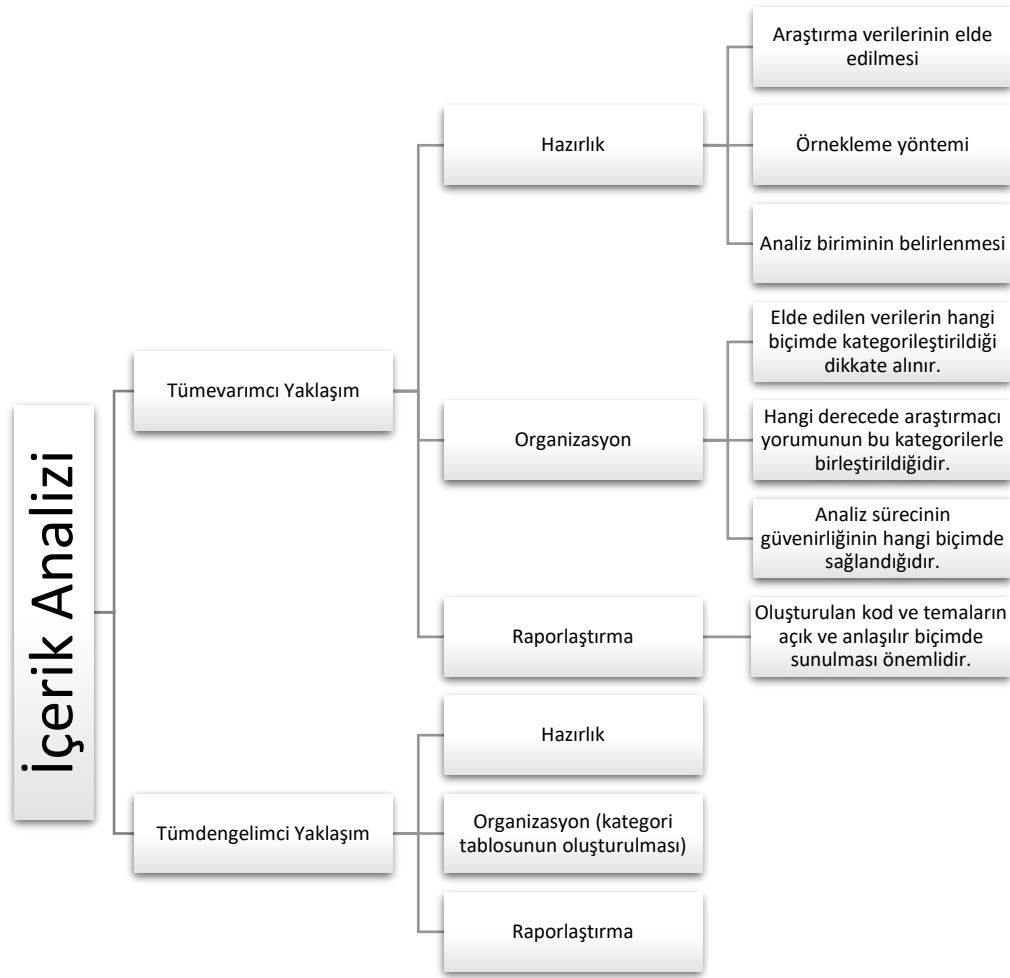 İçerik Analizi
Tümevarımcı Yaklaşım
Hazırlık
Araştırma verilerinin elde
edilmesi
Örnekleme yöntemi
Analiz biriminin belirlenmesi
Organizasyon
Elde edilen verilerin hangi
biçimde kategorileştirildiği
dikkate alınır.
Hangi derecede araştırmacı
yorumunun bu kategorilerle
birleştirildiğidir.
Analiz sürecinin
güvenirliğinin hangi biçimde
sağlandığıdır.
Raporlaştırma
Oluşturulan kod ve temaların
açık ve anlaşılır biçimde
sunulması önemlidir.
Tümdengelimci Yaklaşım
Hazırlık
Organizasyon (kategori
tablosunun oluşturulması)
Raporlaştırma